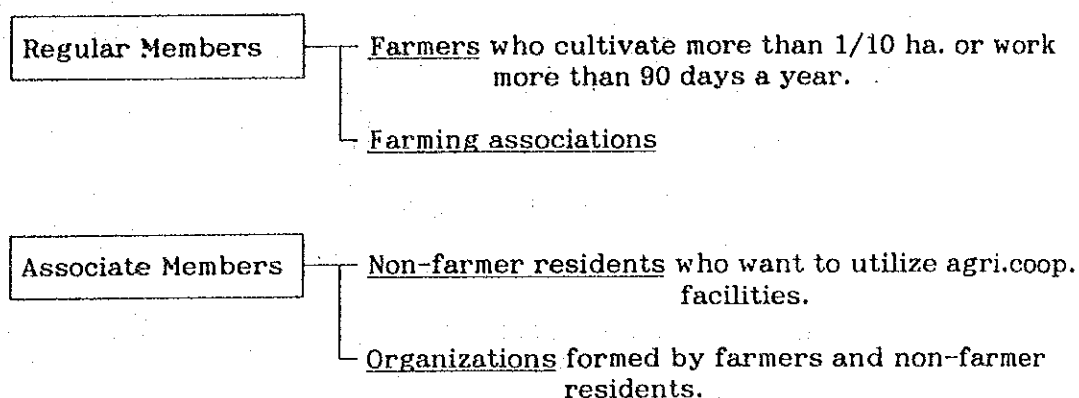 Regular Members
Farmers who cultivate more than 1/10 ha. or work
more than 90 days a year.
Farming associations
Associate Members
Non-farmer residents who want to utilize agri.coop.
facilities.
Organizations formed by farmers and non-farmer
residents.